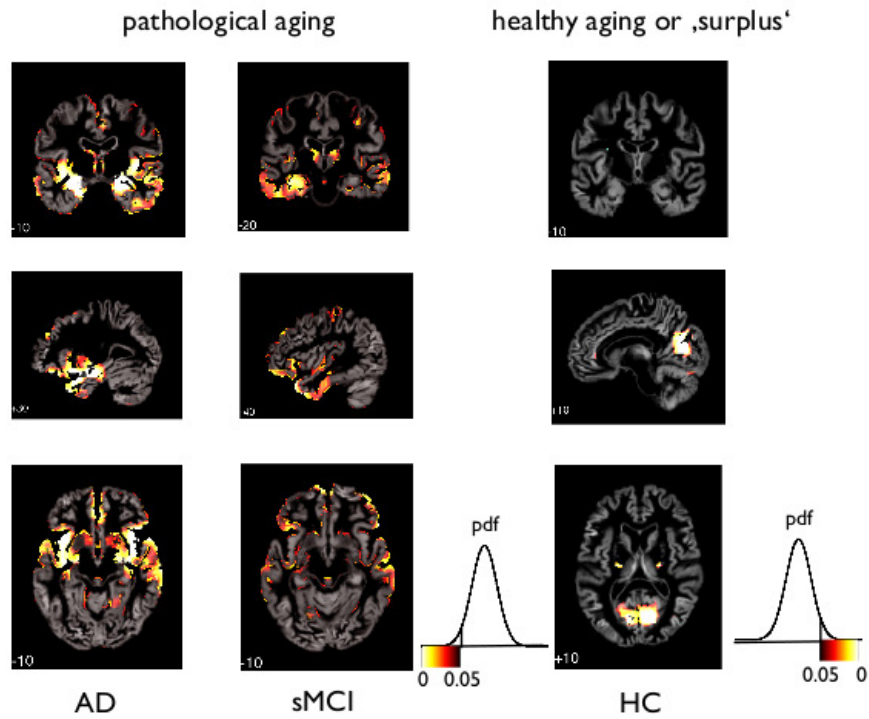 pathological aging
healthy aging or ‚surplus‘
-10
-20
-10
+30
-40
+10
pdf
pdf
-10
-10
+10
0 0.05
0.05 0
AD
sMCI
HC